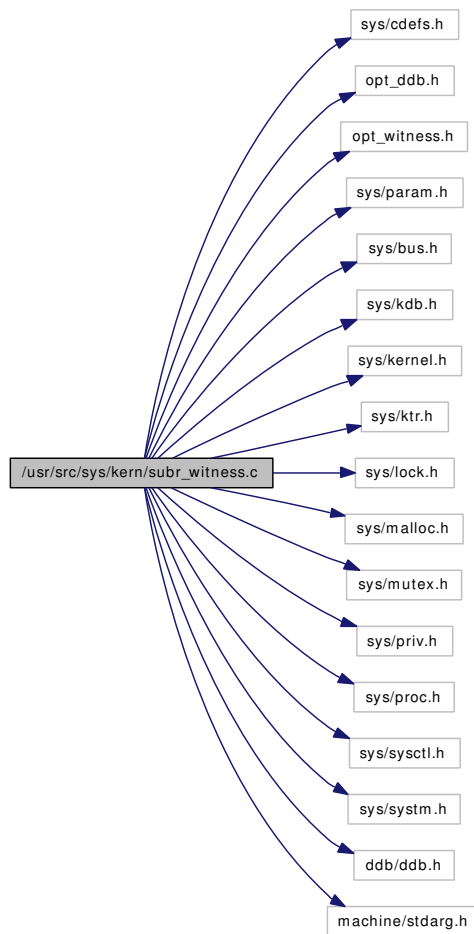 sys/cdefs.h
opt_ddb.h
opt_witness.h
sys/param.h
sys/bus.h
sys/kdb.h
sys/kernel.h
sys/ktr.h
/usr/src/sys/kern/subr_witness.c
sys/lock.h
sys/malloc.h
sys/mutex.h
sys/priv.h
sys/proc.h
sys/sysctl.h
sys/systm.h
ddb/ddb.h
machine/stdarg.h